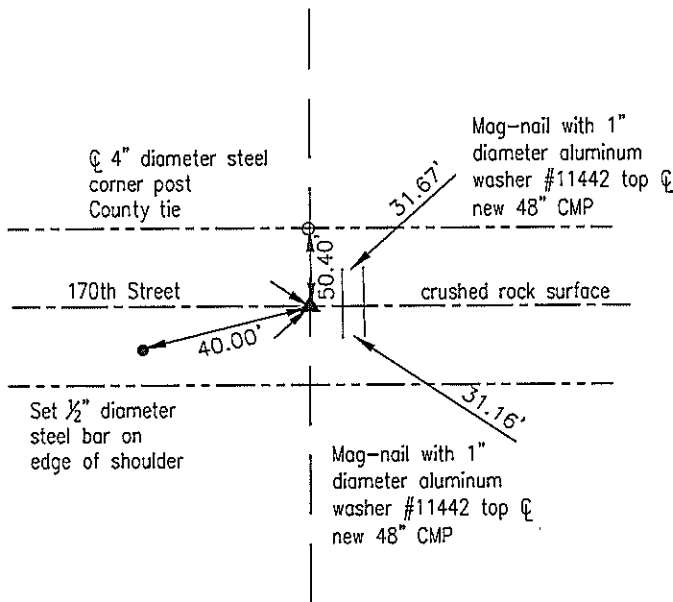 ℄ 4" diameter steel
corner post
County tie
Mag-nail with 1"
diameter aluminum
washer #11442 top ℄
new 48" CMP
31.67'
50.40'
170th Street
crushed rock surface
40.00'
31.16'
Set ½" diameter
steel bar on
edge of shoulder
Mag-nail with 1"
diameter aluminum
washer #11442 top ℄
new 48" CMP